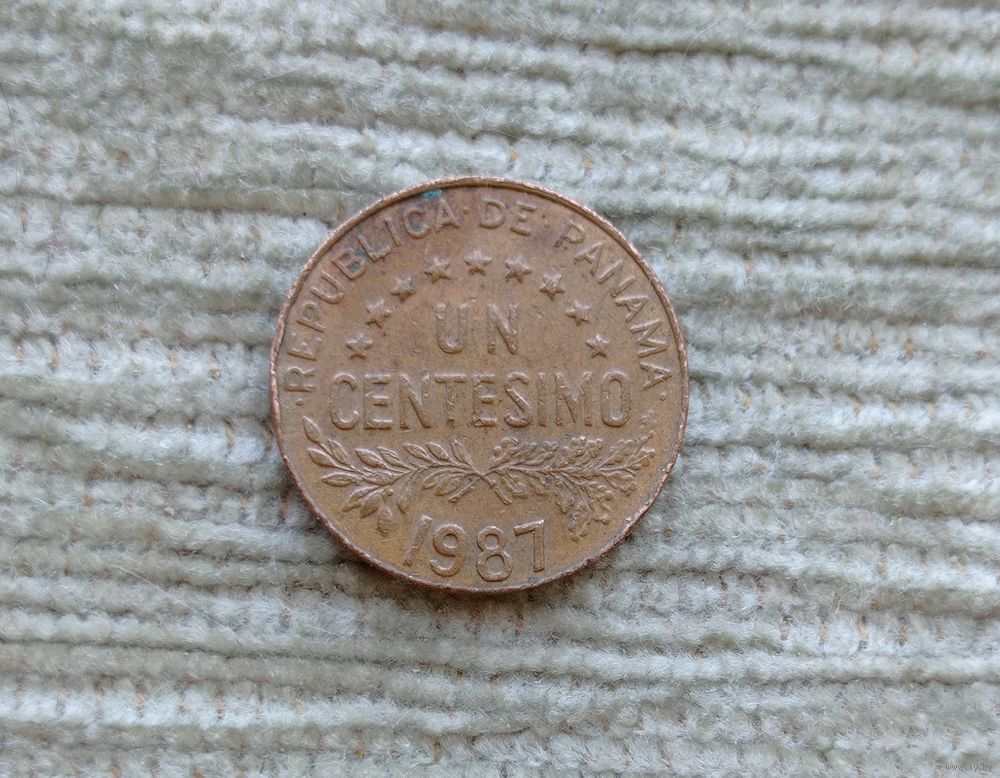 ·REPUBLICA·DE PANAMA·
UN
CENTESIMO
1987